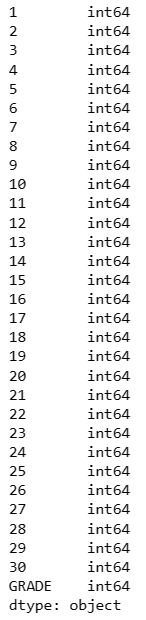 1 int64
2 int64
3 int64
4 int64
5 int64
6 int64
7 int64
8 int64
9 int64
10 int64
11 int64
12 int64
13 int64
14 int64
15 int64
16 int64
17 int64
18 int64
19 int64
20 int64
21 int64
22 int64
23 int64
24 int64
25 int64
26 int64
27 int64
28 int64
29 int64
30 int64
GRADE int64
dtype: object